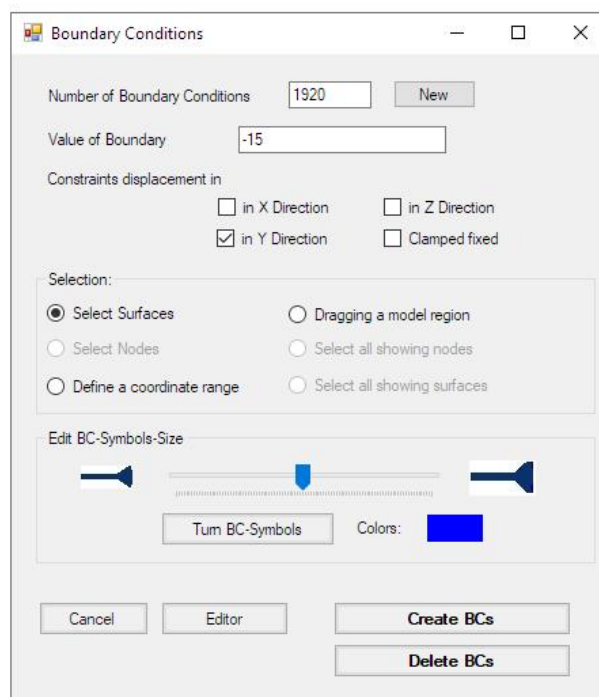 Boundary Conditions
Number of Boundary Conditions 1920 New
Value of Boundary -15
Constraints displacement in
in X Direction in Z Direction
in Y Direction Clamped fixed
Selection:
Select Surfaces Dragging a model region
Select Nodes Select all showing nodes
Define a coordinate range Select all showing surfaces
Edit BC-Symbols-Size
Turn BC-Symbols Colors:
Cancel Editor Create BCs
Delete BCs